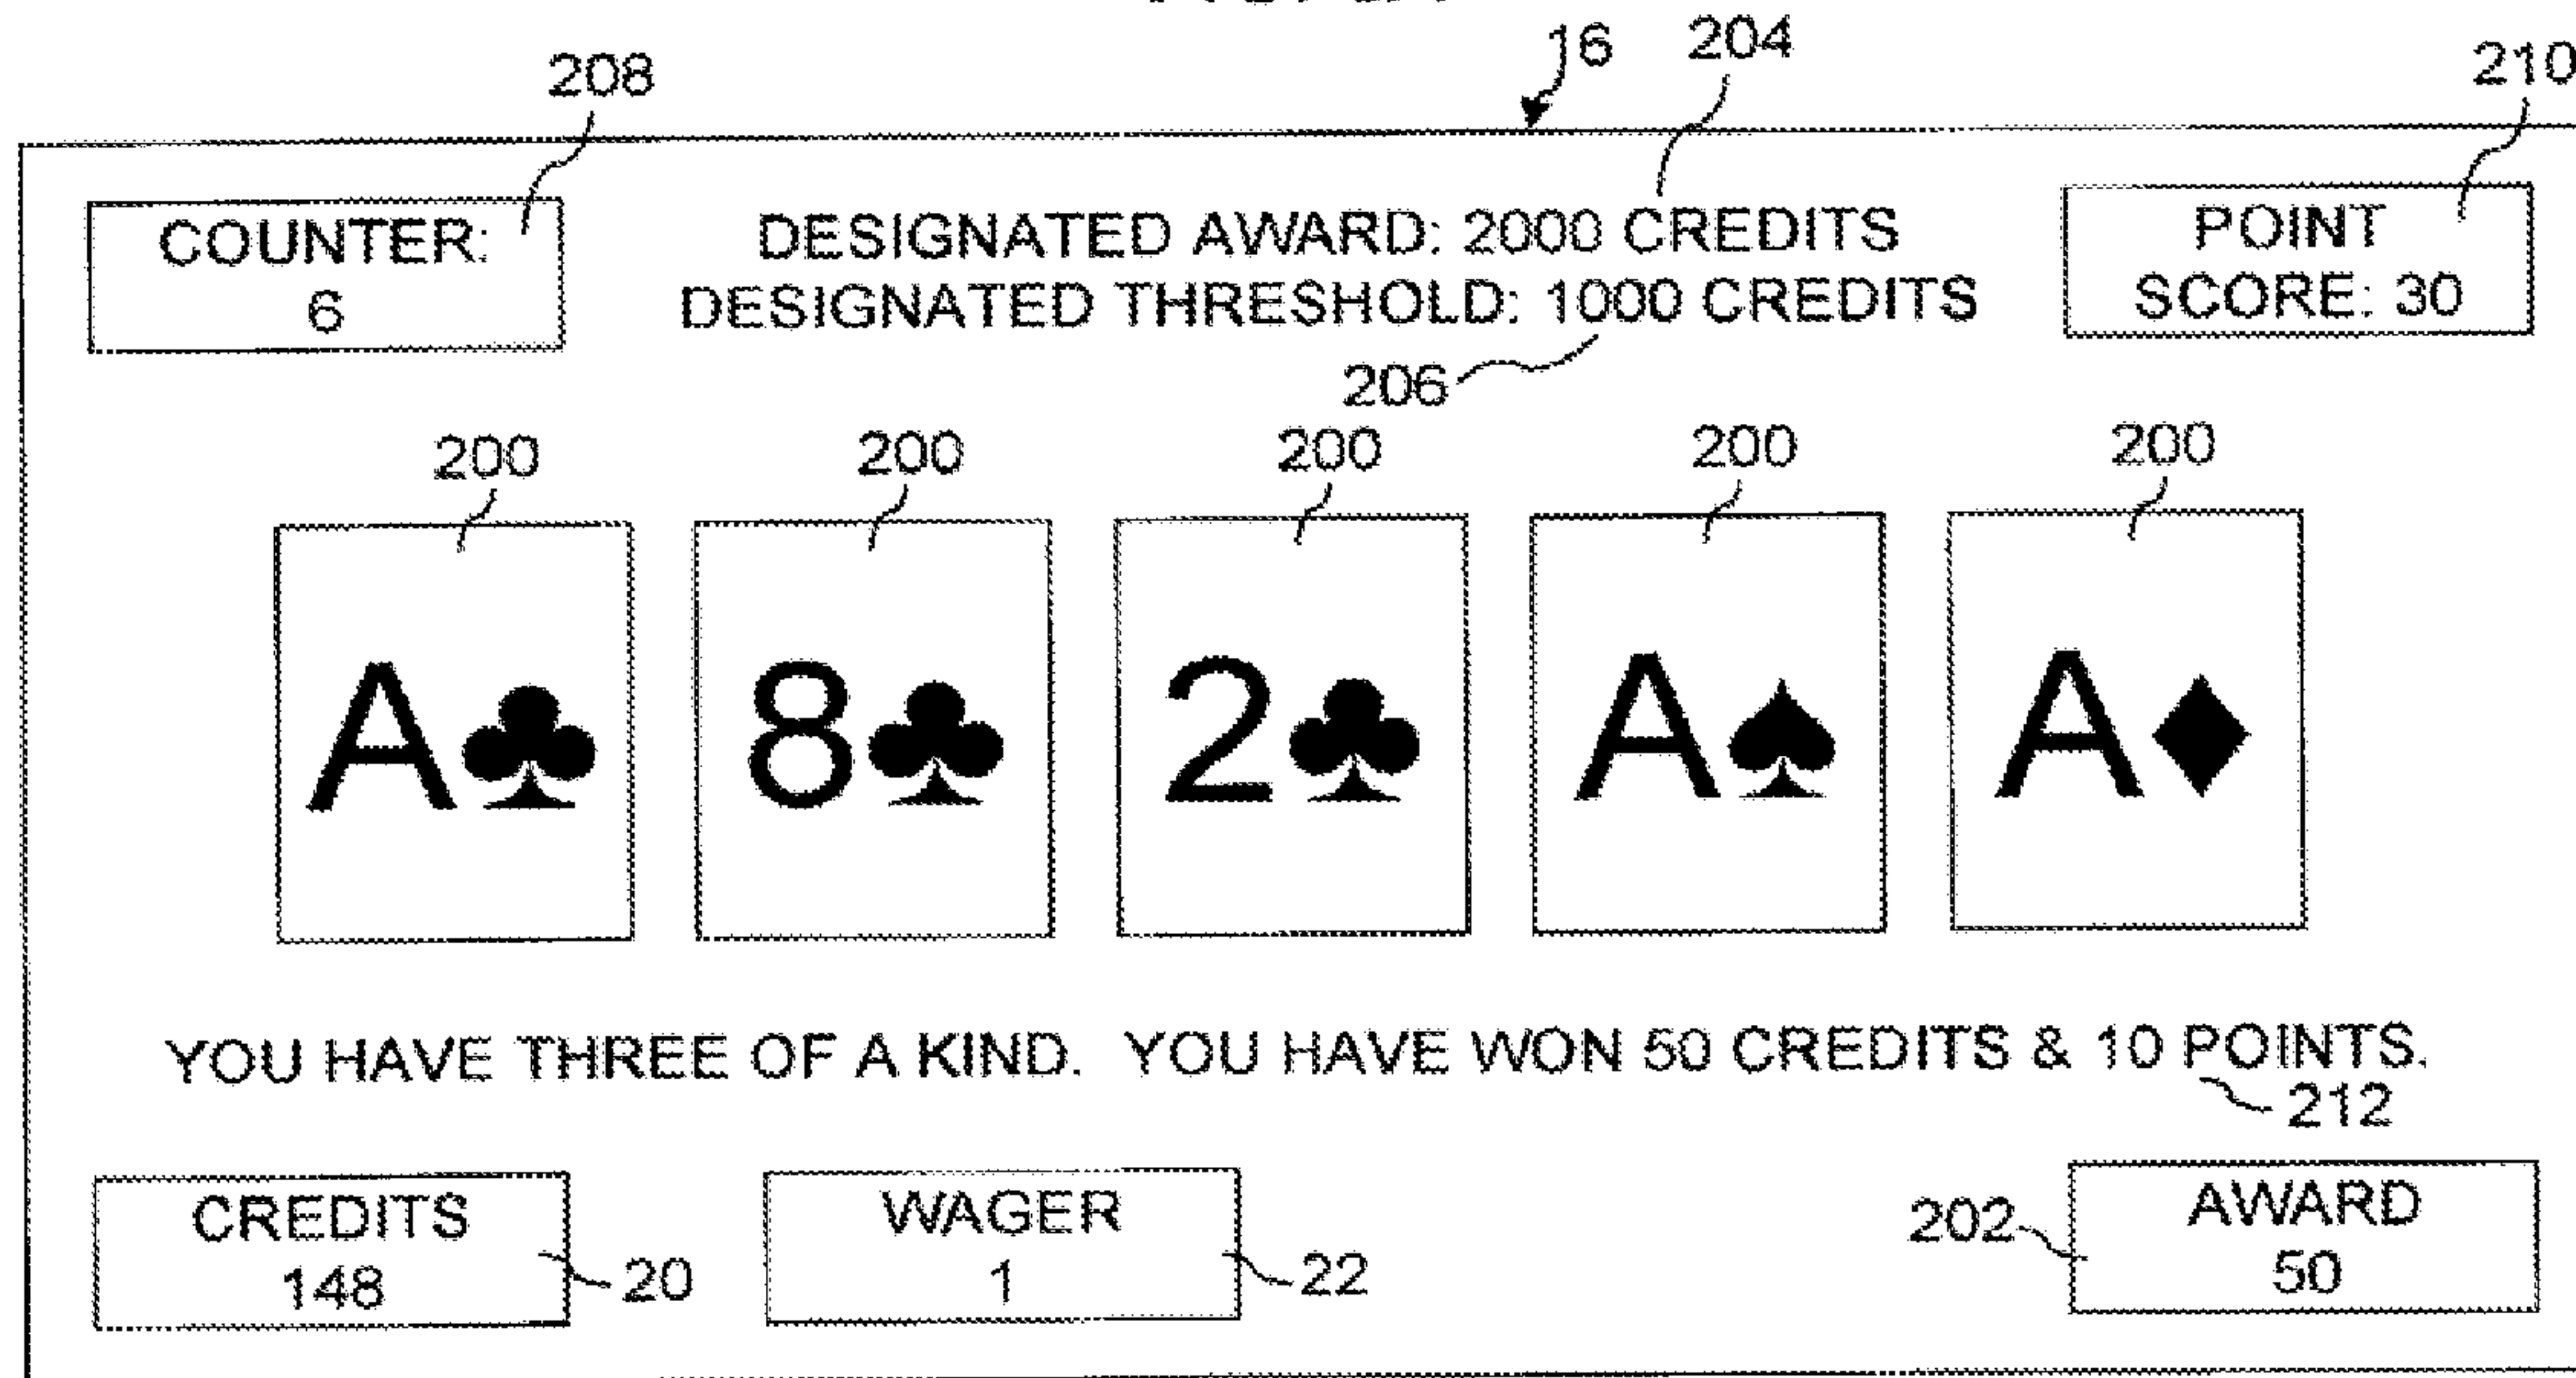 16 204
208 210
COUNTER:
6
DESIGNATED AWARD: 2000 CREDITS
DESIGNATED THRESHOLD: 1000 CREDITS
POINT
SCORE: 30
206
200 200 200 200 200
A♣ 8♣ 2♣ A♠ A♦
YOU HAVE THREE OF A KIND. YOU HAVE WON 50 CREDITS & 10 POINTS.
212
CREDITS
148
20
WAGER
1
22
202
AWARD
50